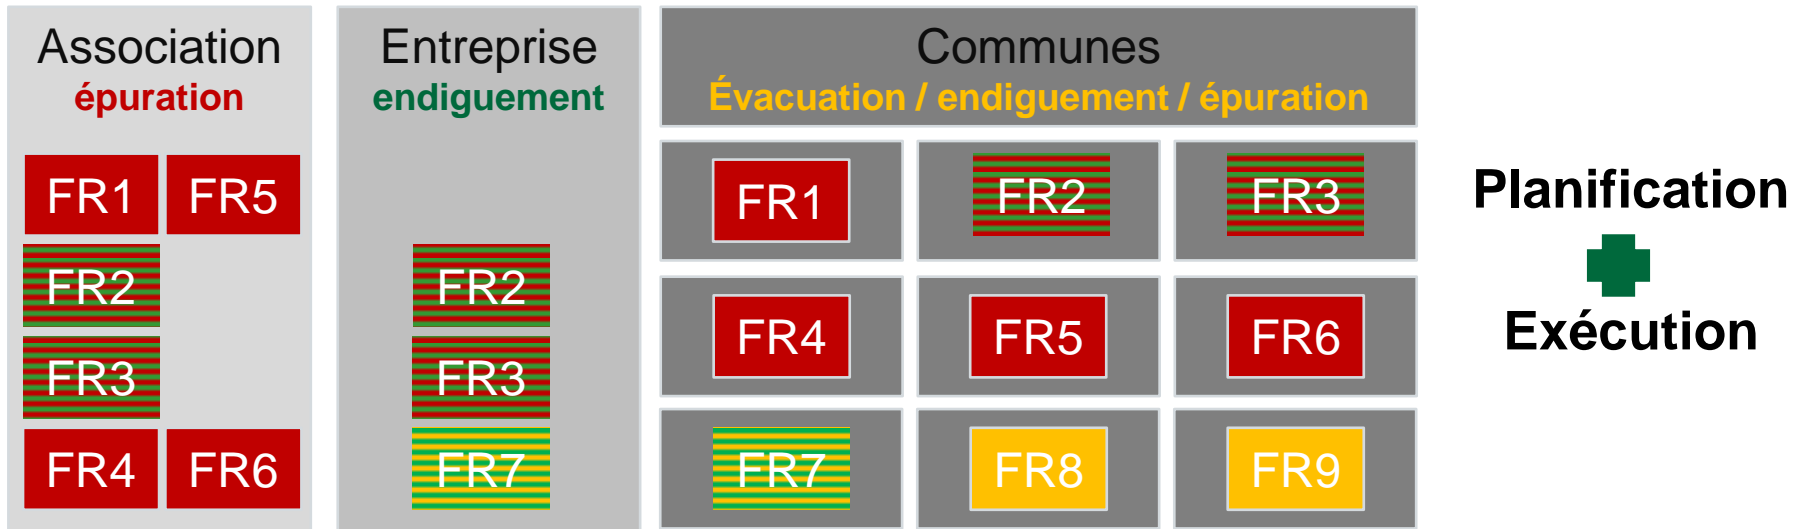 Association
épuration
FR1 FR5
FR2
FR3
FR4 FR6
Entreprise
endiguement
FR2
FR3
FR7
Communes
Évacuation / endiguement / épuration
FR1 FR2 FR3
FR4 FR5 FR6
FR7 FR8 FR9
Planification
Exécution